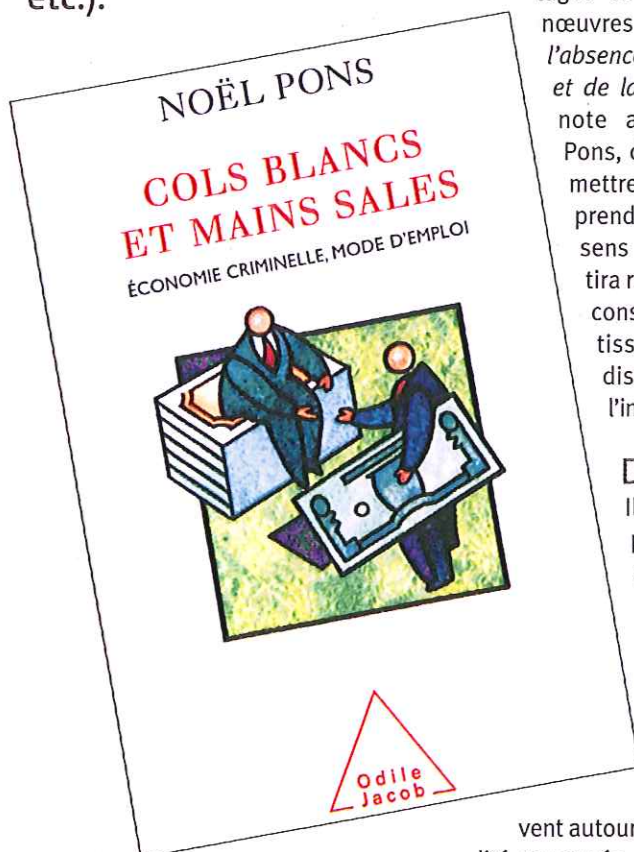 etc.).
NOËL PONS
COLS BLANCS
ET MAINS SALES
ÉCONOMIE CRIMINELLE, MODE D'EMPLOI
Odile
Jacob
nœuvres
l'absence
et de la
note a
Pons, c
mettre
prend
sens
tira r
cons
tiss
dis
l'in
D
Il
vent autour